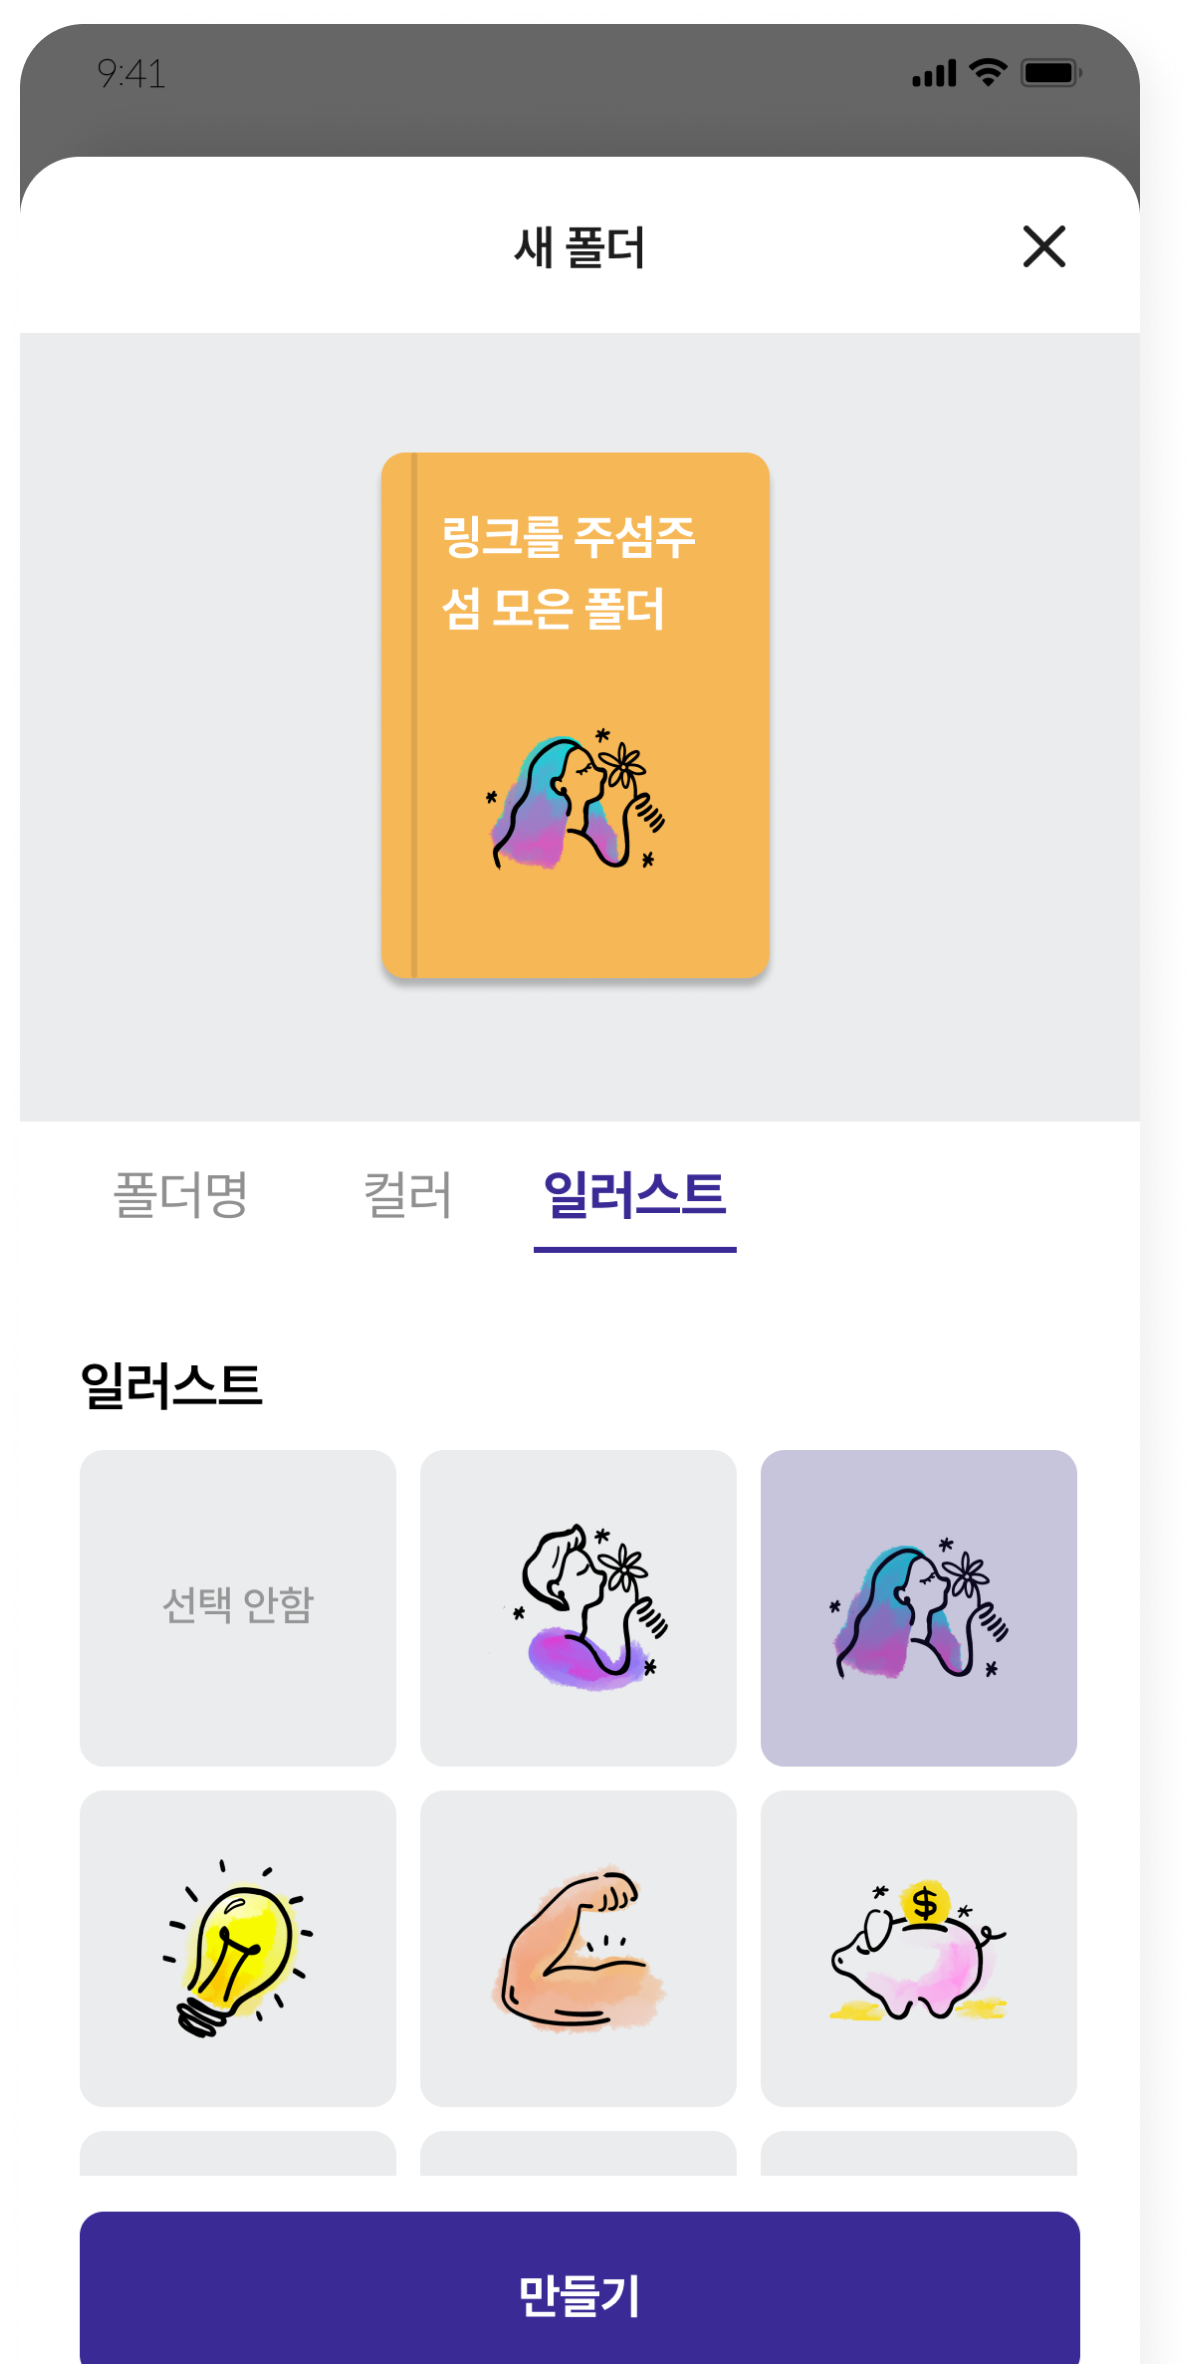 9:41
새 폴더
링크를 주섬주
섬 모은 폴더
폴더명 컬러 일러스트
일러스트
선택 안함
$
만들기